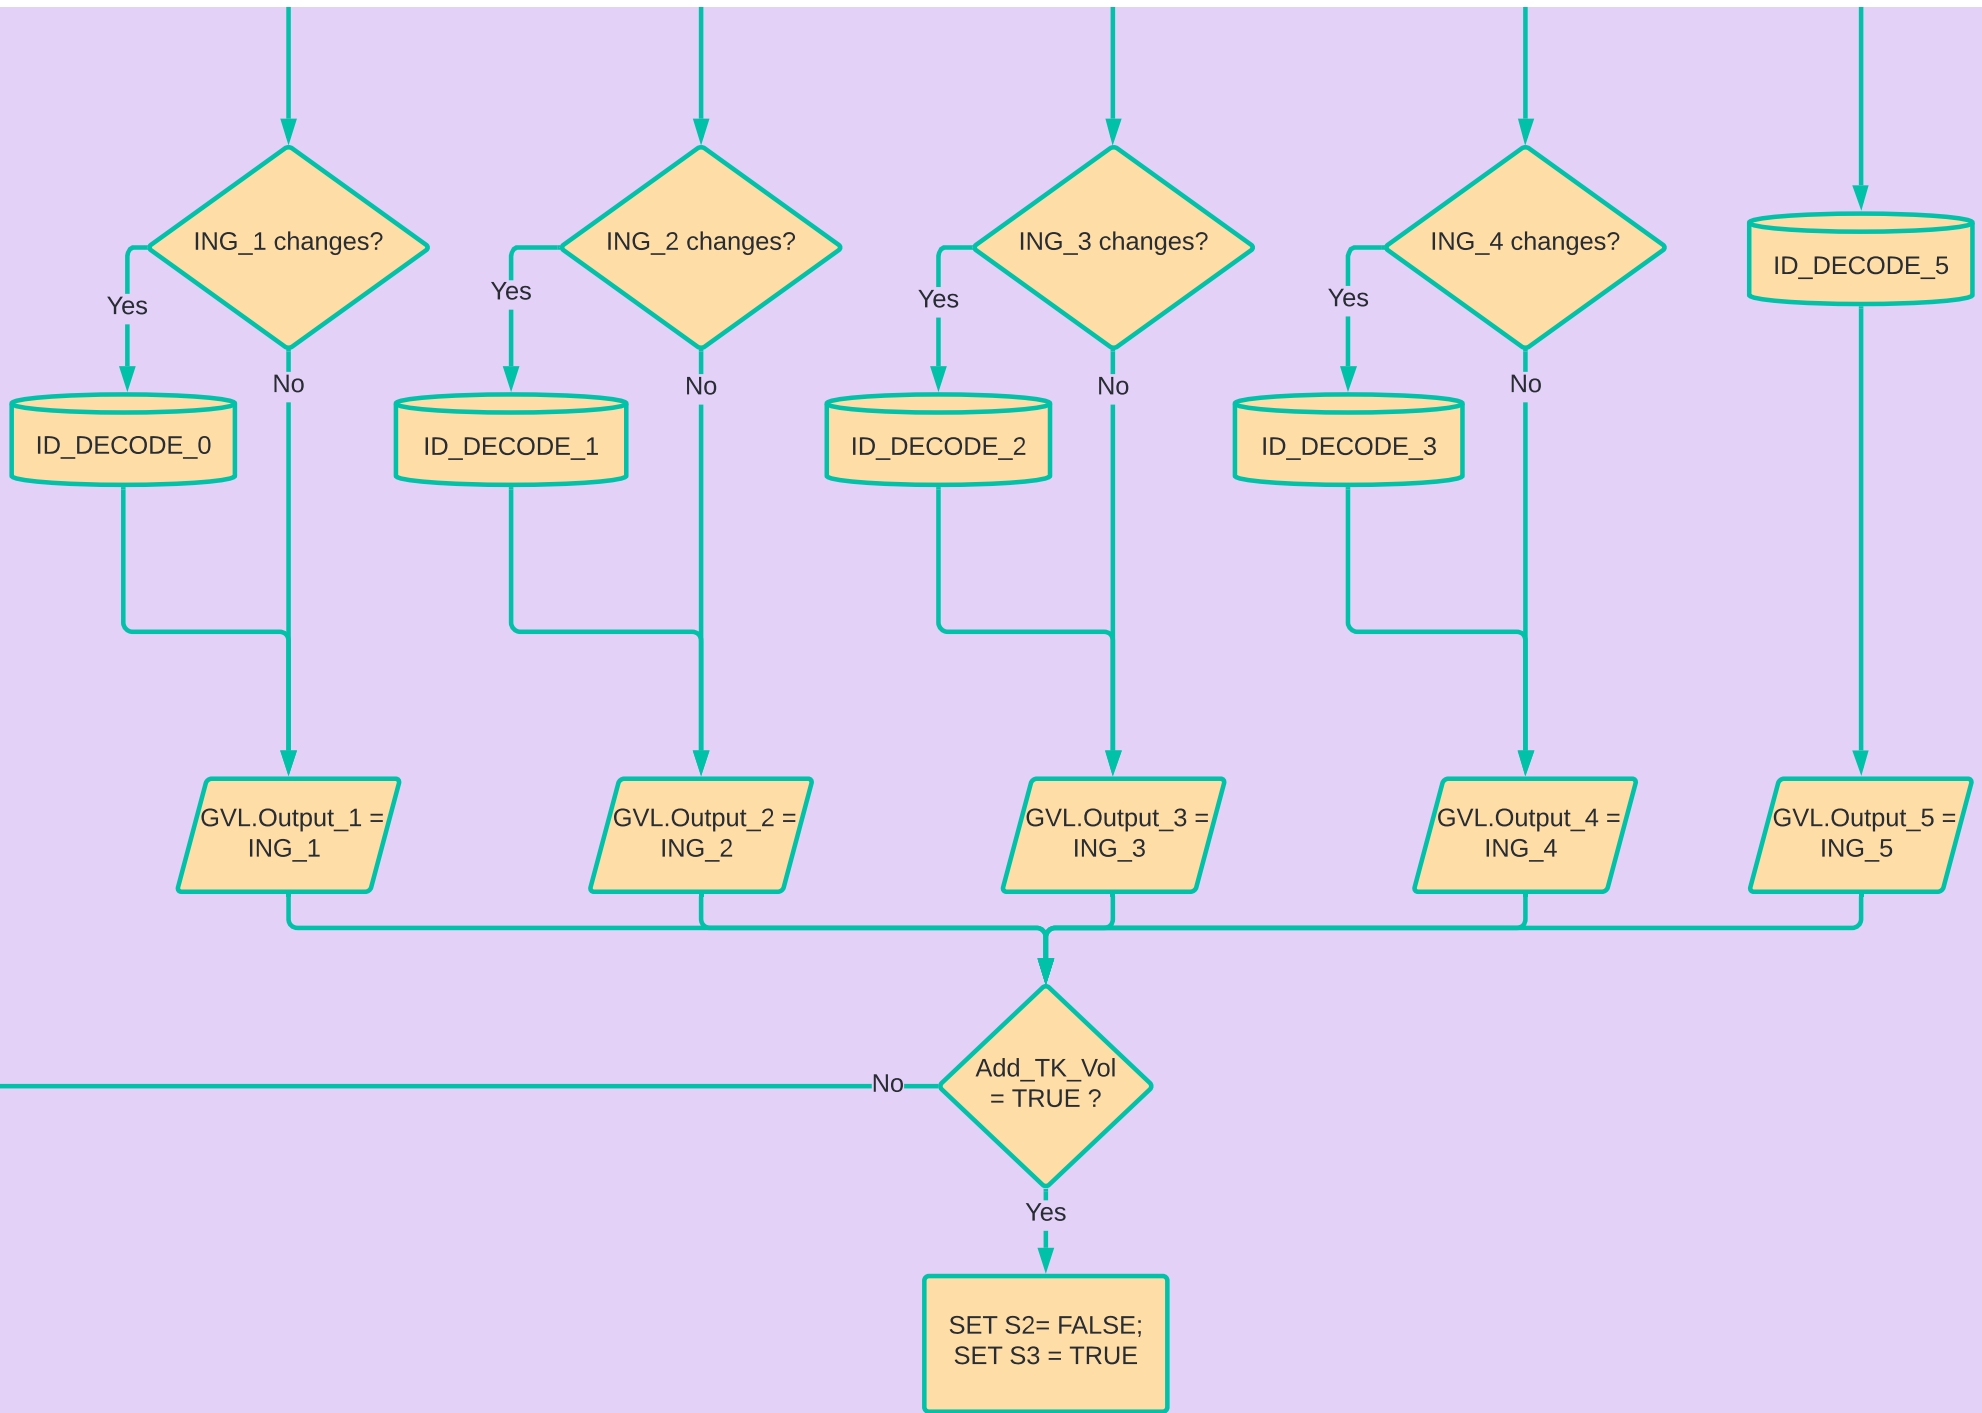 ING_1 changes?
ING_2 changes?
ING_3 changes?
ING_4 changes?
ID_DECODE_5
Yes
Yes
Yes
Yes
No
No
No
No
ID_DECODE_0
ID_DECODE_1
ID_DECODE_2
ID_DECODE_3
GVL.Output_1 =
ING_1
GVL.Output_2 =
ING_2
GVL.Output_3 =
ING_3
GVL.Output_4 =
ING_4
GVL.Output_5 =
ING_5
Add_TK_Vol
= TRUE ?
No
Yes
SET S2= FALSE;
SET S3 = TRUE